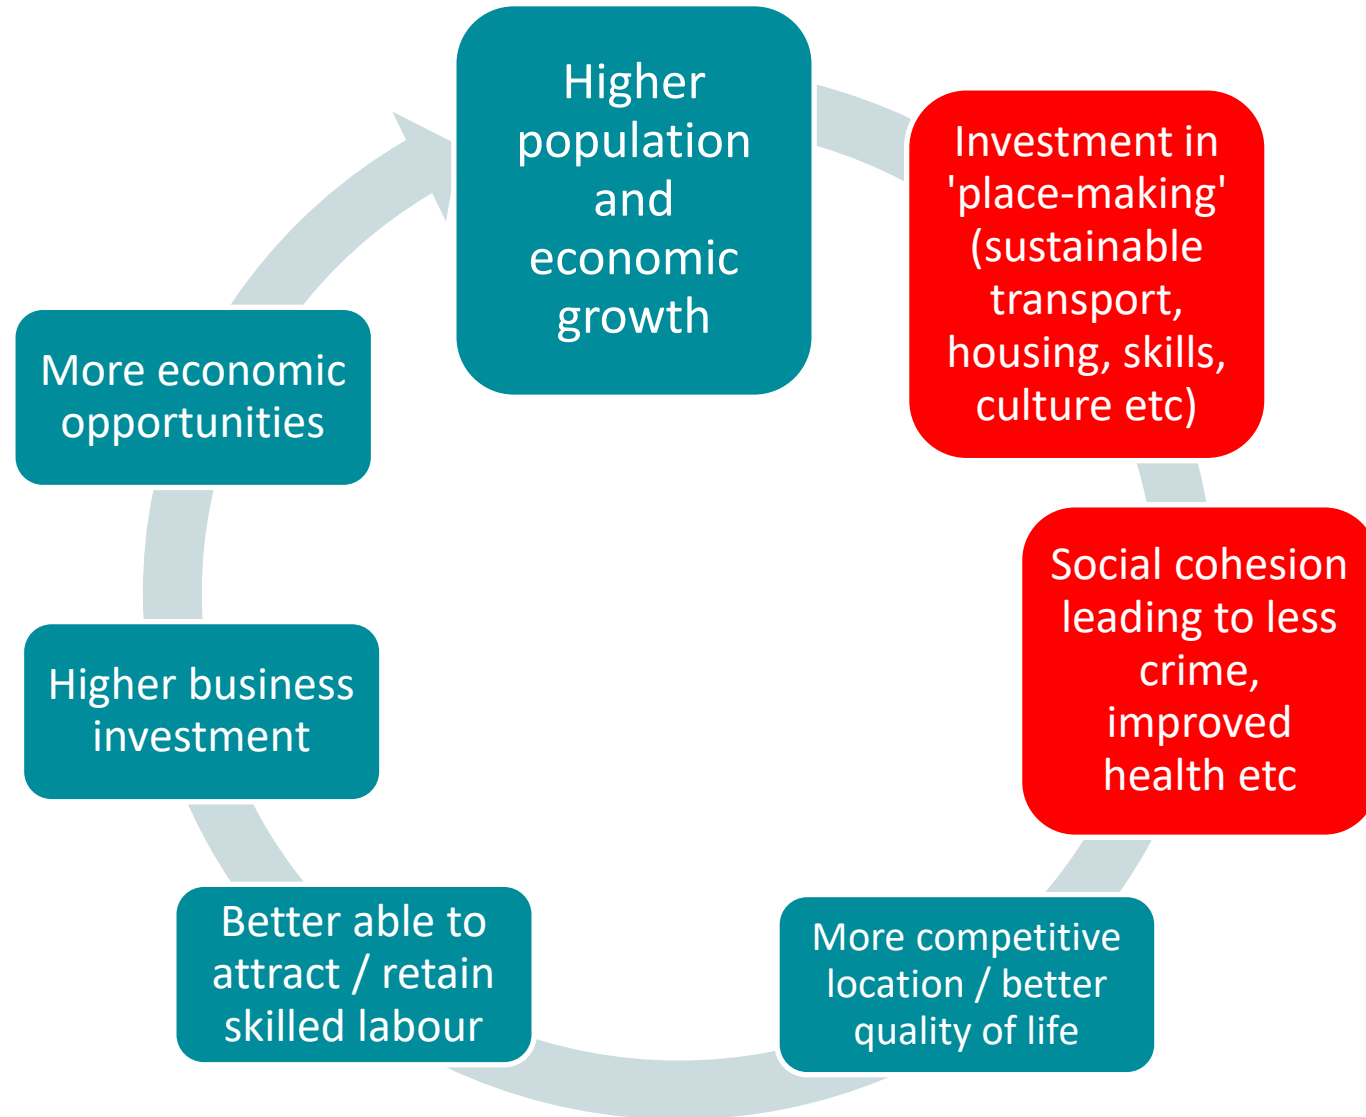 Higher
population
and
economic
growth
Investment in
'place-making'
(sustainable
transport,
housing, skills,
culture etc)
Social cohesion
leading to less
crime,
improved
health etc
More competitive
location / better
quality of life
Better able to
attract / retain
skilled labour
Higher business
investment
More economic
opportunities